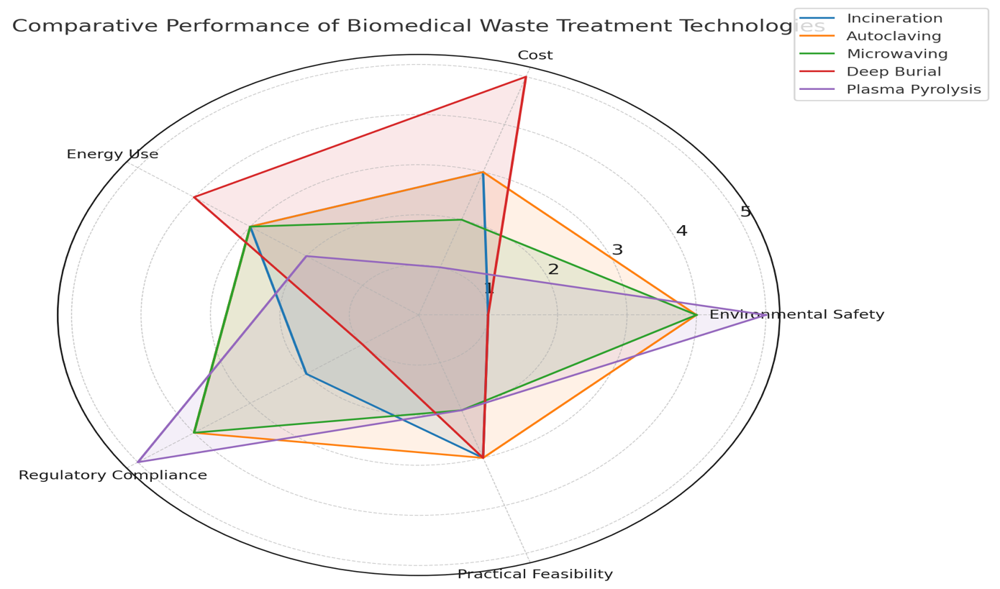 Comparative Performance of Biomedical Waste Treatment Technologies
Incineration
Autoclaving
Microwaving
Deep Burial
Plasma Pyrolysis
Cost
Energy Use
5
4
3
2
1
Environmental Safety
Regulatory Compliance
Practical Feasibility